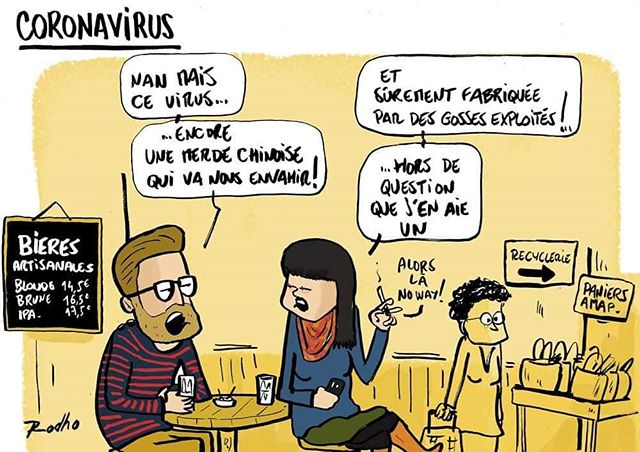 CORONAVIRUS
NAN MAIS
CE VIRUS...
...ENCORE
UNE MERDE CHINOISE
QUI VA NOUS ENVAHIR!
ET
SÛREMENT FABRIQUÉE
PAR DES GOSSES EXPLOITÉS!
...HORS DE
QUESTION
QUE J'EN AIE
UN
ALORS
LÀ
NO WAY!
BIÈRES
ARTISANALES
BLONDE 14,5€
BRUNE 16,5€
IPA. 17,5€
RECYCLERIE
PANIERS
AMAP.
Rodho